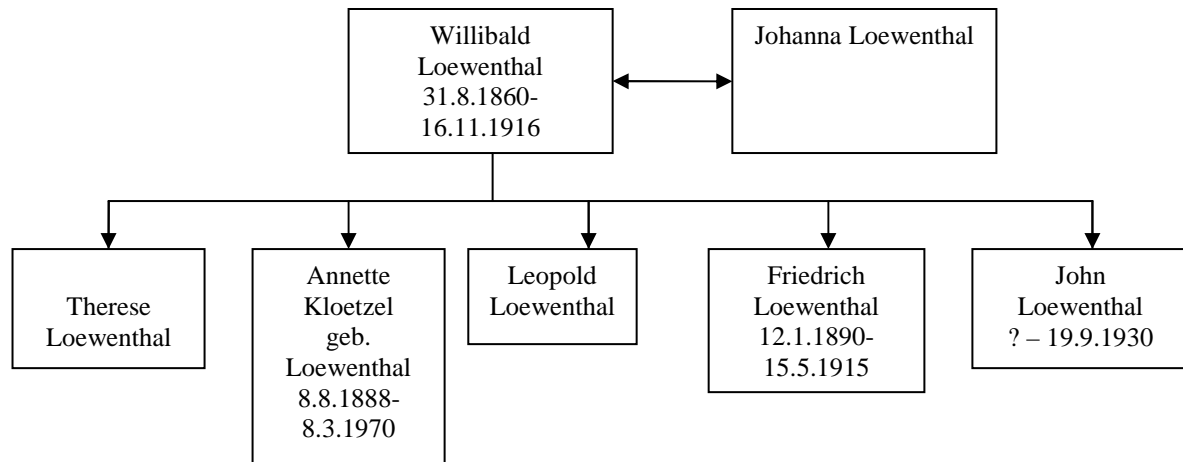 Willibald
Loewenthal
31.8.1860-
16.11.1916
Johanna Loewenthal
Therese
Loewenthal
Annette
Kloetzel
geb.
Loewenthal
8.8.1888-
8.3.1970
Leopold
Loewenthal
Friedrich
Loewenthal
12.1.1890-
15.5.1915
John
Loewenthal
? – 19.9.1930